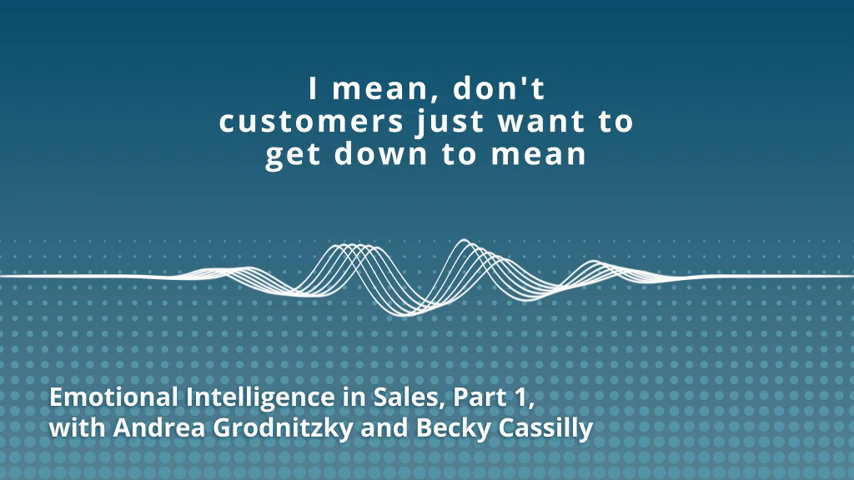 I mean, don't
customers just want to
get down to mean
Emotional Intelligence in Sales, Part 1,
with Andrea Grodnitzky and Becky Cassilly